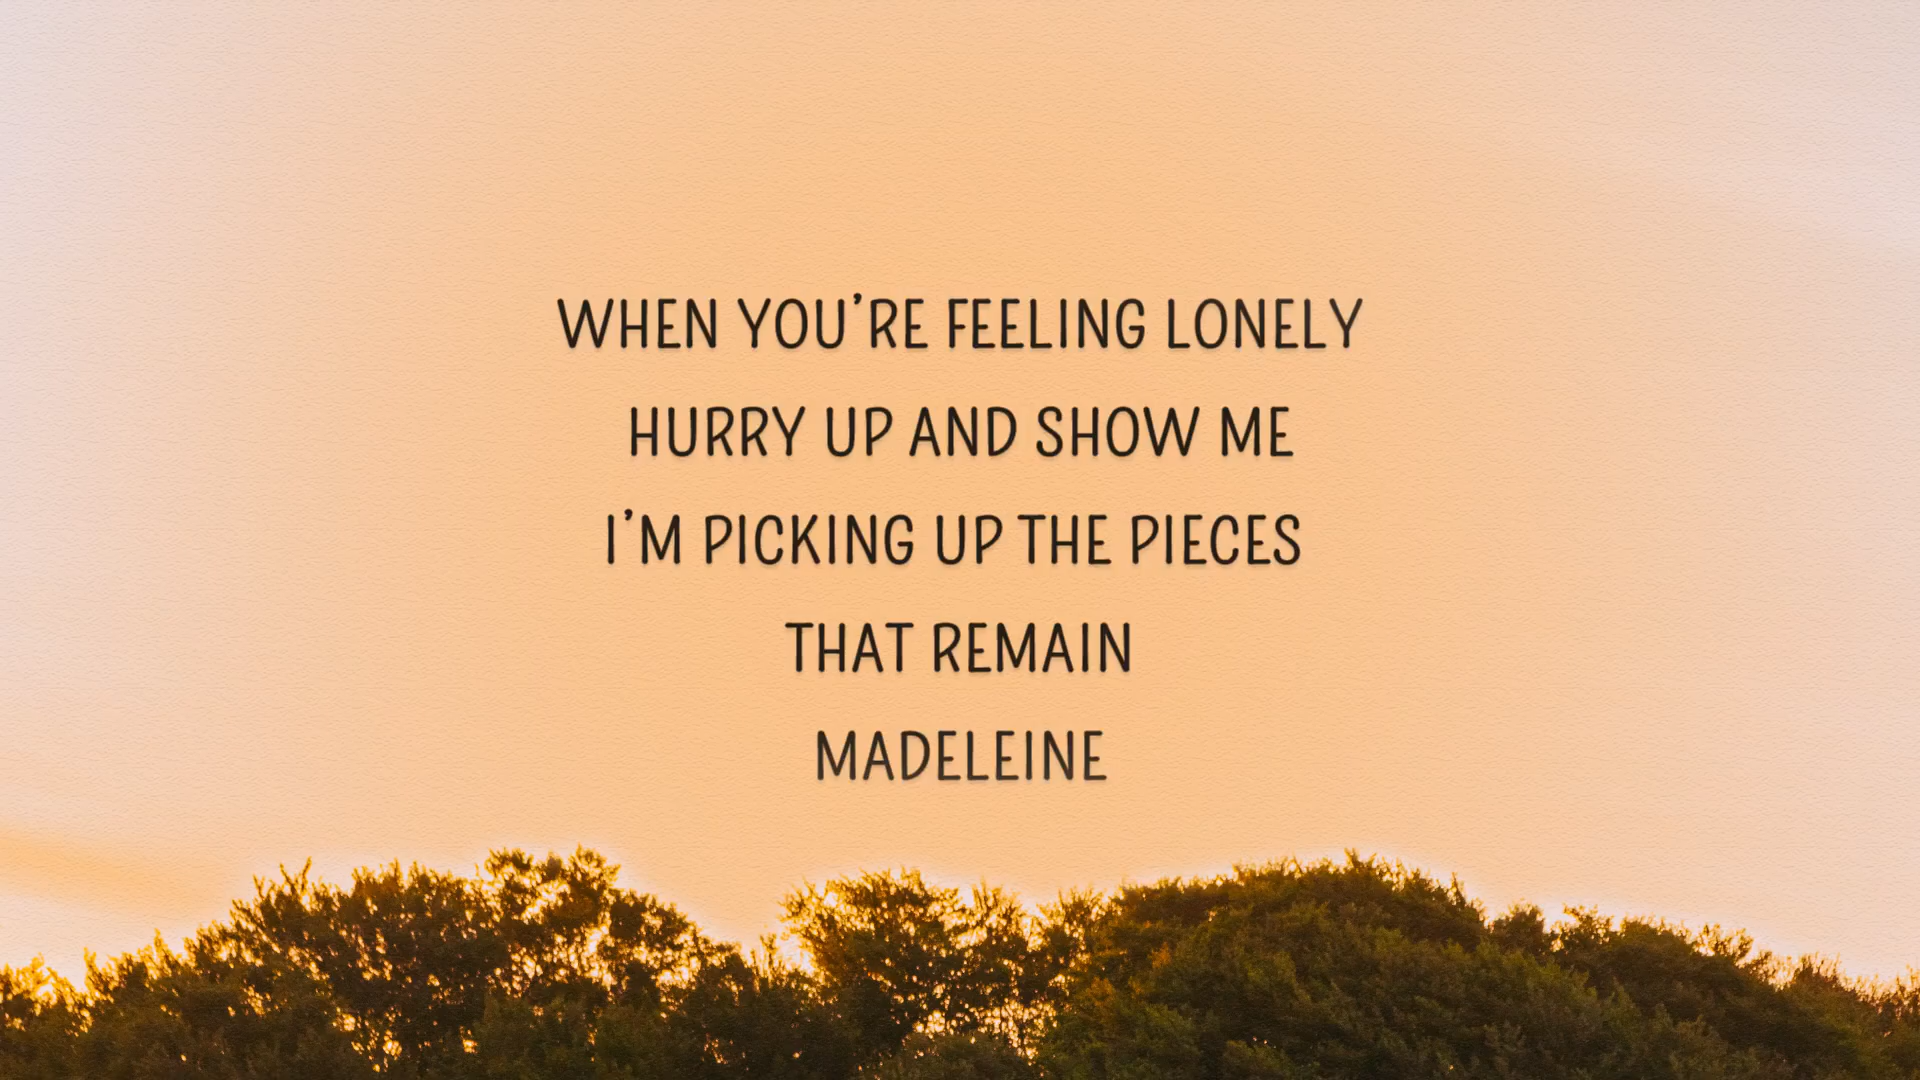 WHEN YOU'RE FEELING LONELY
HURRY UP AND SHOW ME
I'M PICKING UP THE PIECES
THAT REMAIN
MADELEINE